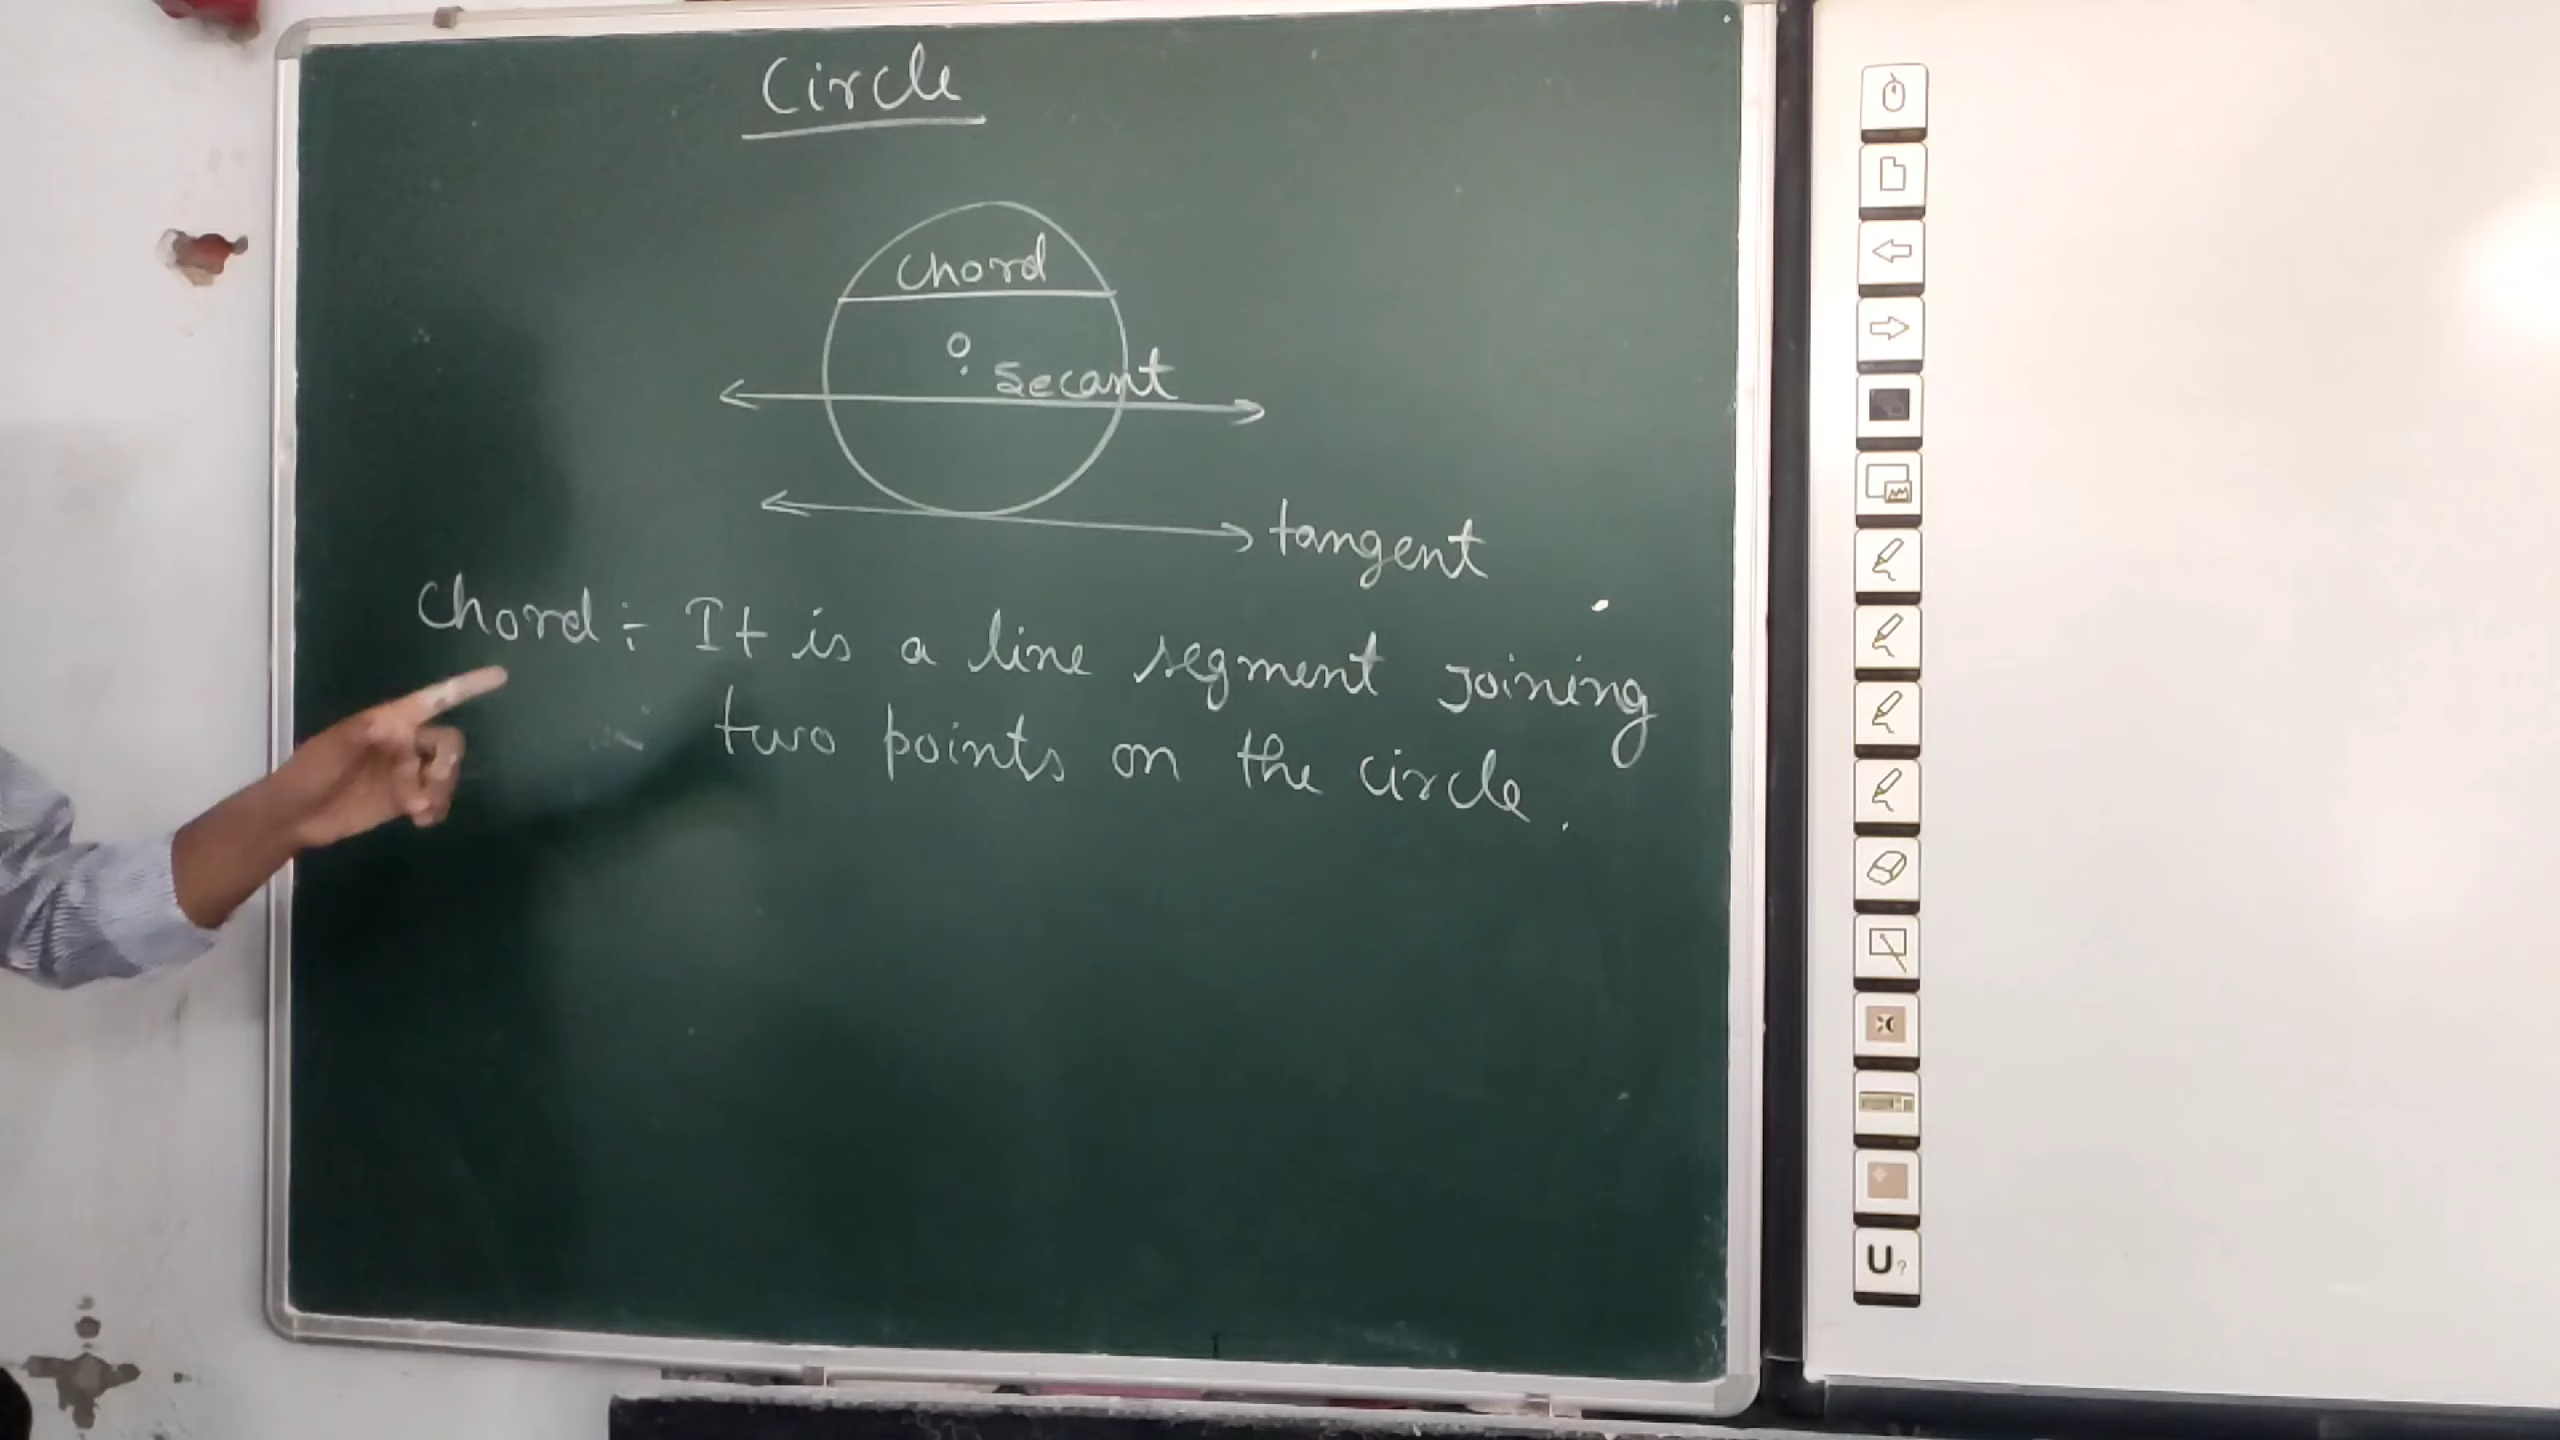 Circle
chord
O
secant
tangent
Chord :- It is a line segment Joining
two points on the circle.
U?